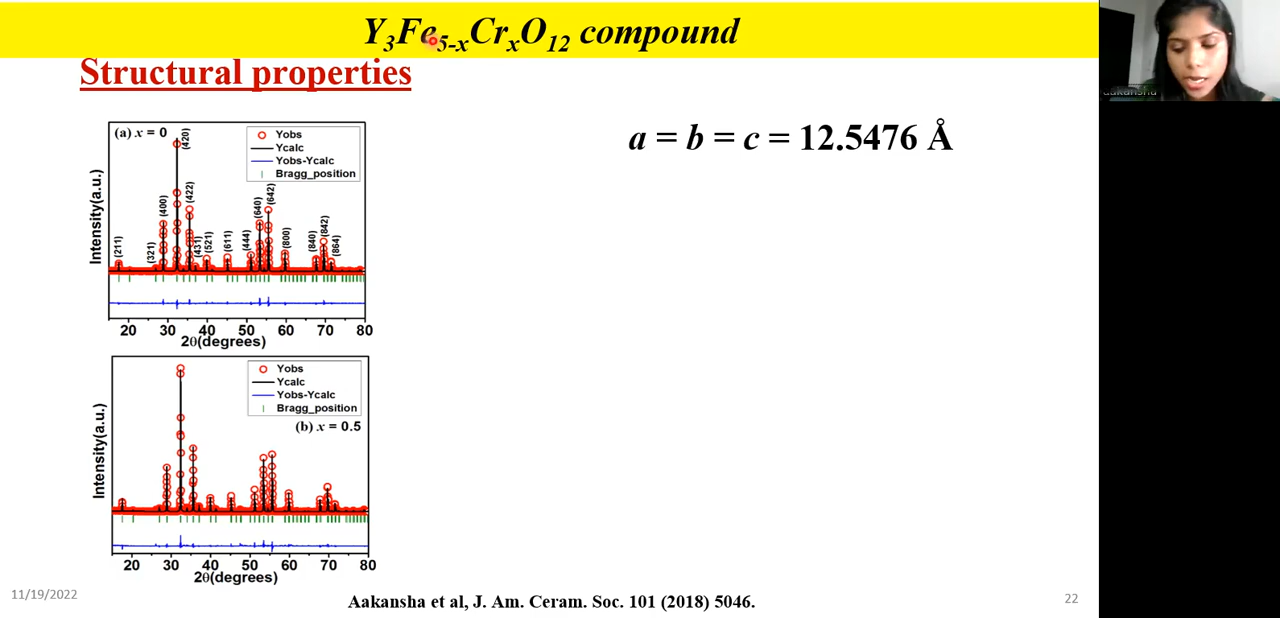 Y3Fe5-xCrxO12 compound
Structural properties
aakansha
a = b = c = 12.5476 Å
(a) x = 0
Yobs
Ycalc
Yobs-Ycalc
Bragg_position
(211)
(321)
(400)
(420)
(422)
(431)
(521)
(611)
(444)
(640)
(642)
(800)
(840)
(842)
(864)
Intensity(a.u.)
20 30 40 50 60 70 80
2θ(degrees)
Yobs
Ycalc
Yobs-Ycalc
Bragg_position
(b) x = 0.5
Intensity(a.u.)
20 30 40 50 60 70 80
2θ(degrees)
11/19/2022
Aakansha et al, J. Am. Ceram. Soc. 101 (2018) 5046.
22